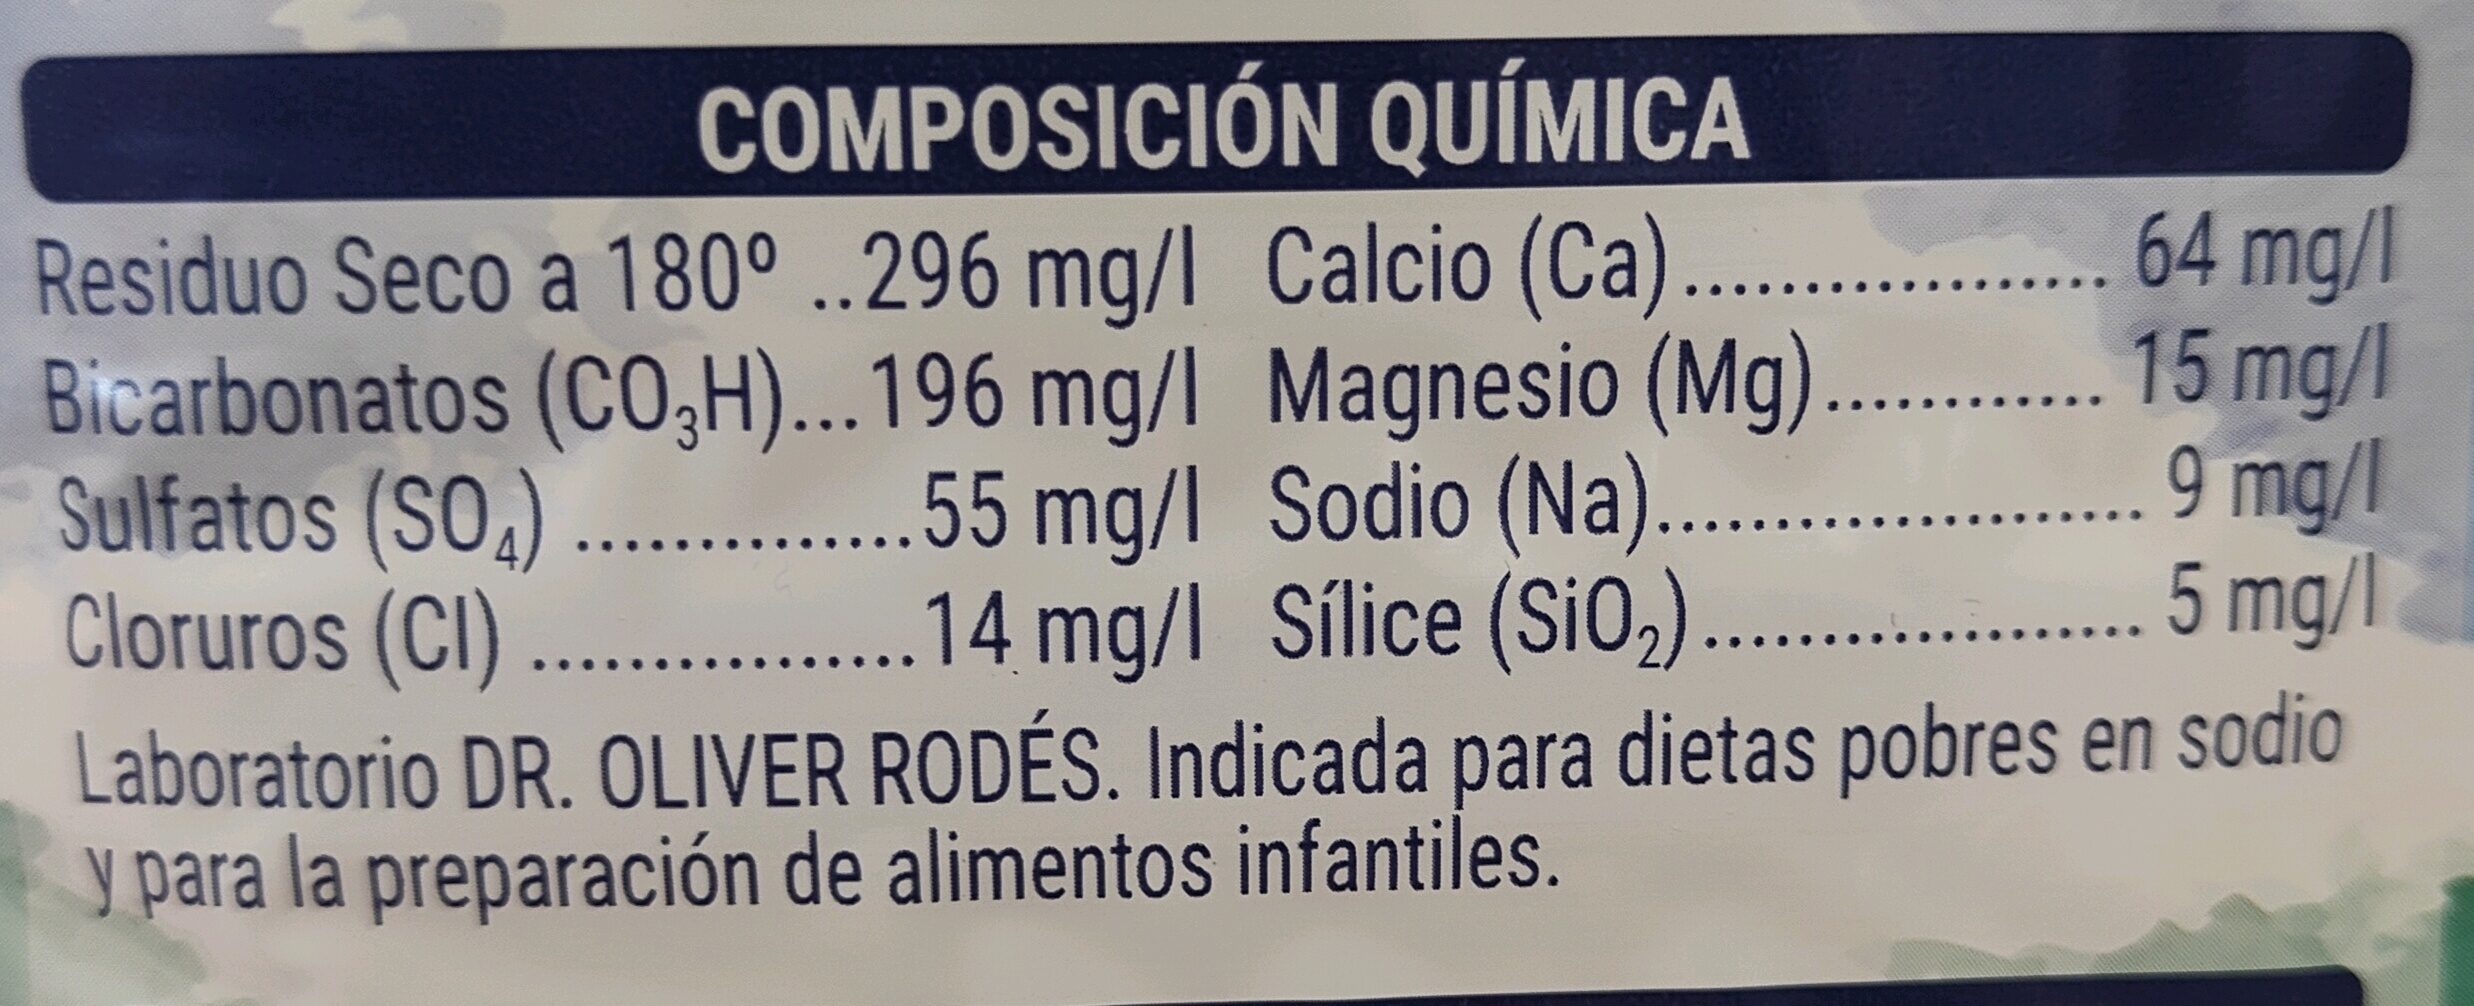 COMPOSICIÓN QUÍMICA
Residuo Seco a 180º ..296 mg/l Calcio (Ca).................. 64 mg/l
Bicarbonatos (CO₃H)...196 mg/l Magnesio (Mg)............ 15 mg/l
Sulfatos (SO₄) ..............55 mg/l Sodio (Na)..................... 9 mg/l
Cloruros (Cl) ................14 mg/l Sílice (SiO₂)................... 5 mg/l
Laboratorio DR. OLIVER RODÉS. Indicada para dietas pobres en sodio
y para la preparación de alimentos infantiles.